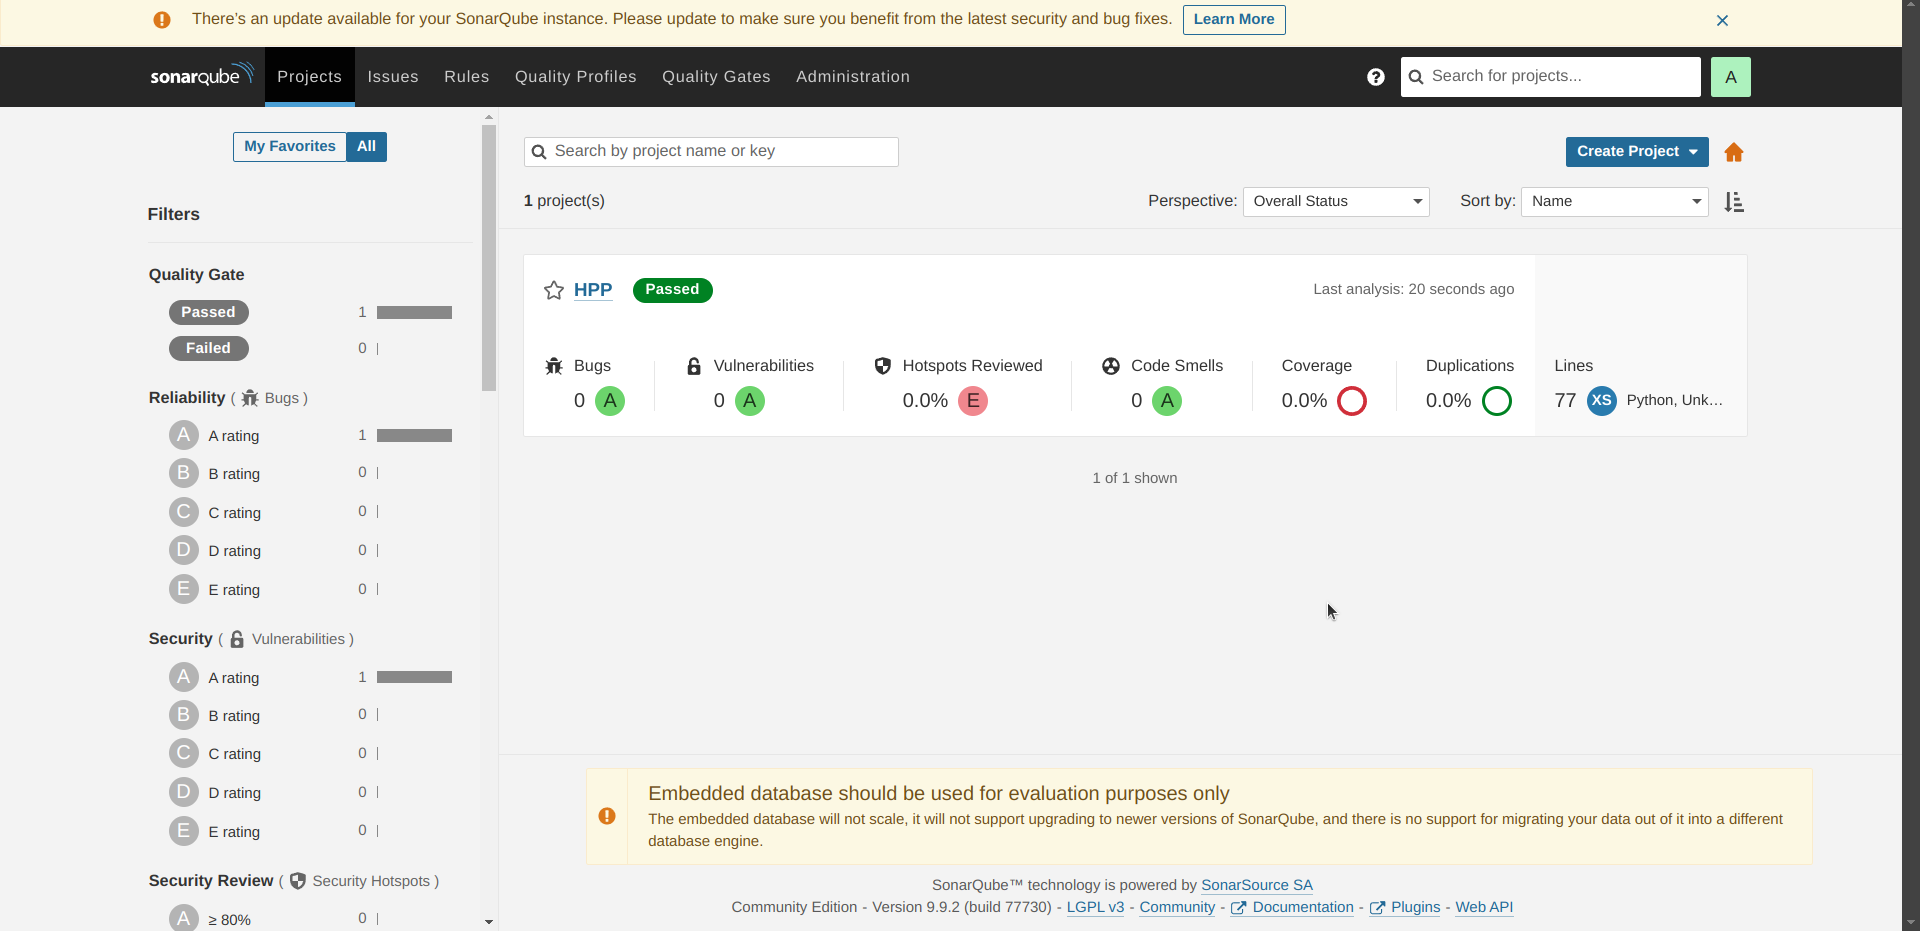 There's an update available for your SonarQube instance. Please update to make sure you benefit from the latest security and bug fixes. Learn More
sonarqube Projects Issues Rules Quality Profiles Quality Gates Administration Search for projects... A
My Favorites All
Filters
Quality Gate
Passed 1
Failed 0
Reliability ( Bugs )
A A rating 1
B B rating 0
C C rating 0
D D rating 0
E E rating 0
Security ( Vulnerabilities )
A A rating 1
B B rating 0
C C rating 0
D D rating 0
E E rating 0
Security Review ( Security Hotspots )
A ≥ 80% 0
Search by project name or key Create Project
1 project(s) Perspective: Overall Status Sort by: Name
HPP Passed Last analysis: 20 seconds ago
Bugs Vulnerabilities Hotspots Reviewed Code Smells Coverage Duplications Lines
0 A 0 A 0.0% E 0 A 0.0% 0.0% 77 XS Python, Unk...
1 of 1 shown
Embedded database should be used for evaluation purposes only
The embedded database will not scale, it will not support upgrading to newer versions of SonarQube, and there is no support for migrating your data out of it into a different
database engine.
SonarQube™ technology is powered by SonarSource SA
Community Edition - Version 9.9.2 (build 77730) - LGPL v3 - Community - Documentation - Plugins - Web API